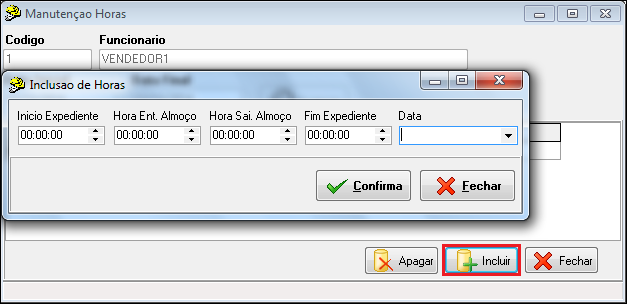 Manutençao Horas
Codigo Funcionario
1 VENDEDOR1
Inclusao de Horas
Inicio Expediente Hora Ent. Almoço Hora Sai. Almoço Fim Expediente Data
00:00:00 00:00:00 00:00:00 00:00:00
Confirma Fechar
Apagar Incluir Fechar